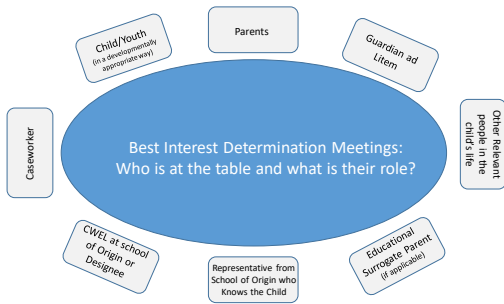 Parents
Child/Youth
(in a developmentally
appropriate way)
Guardian ad
Litem
Caseworker
Best Interest Determination Meetings:
Who is at the table and what is their role?
Other Relevant
people in the
child's life
CWEL at school
of Origin or
Designee
Representative from
School of Origin who
Knows the Child
Educational
Surrogate Parent
(if applicable)